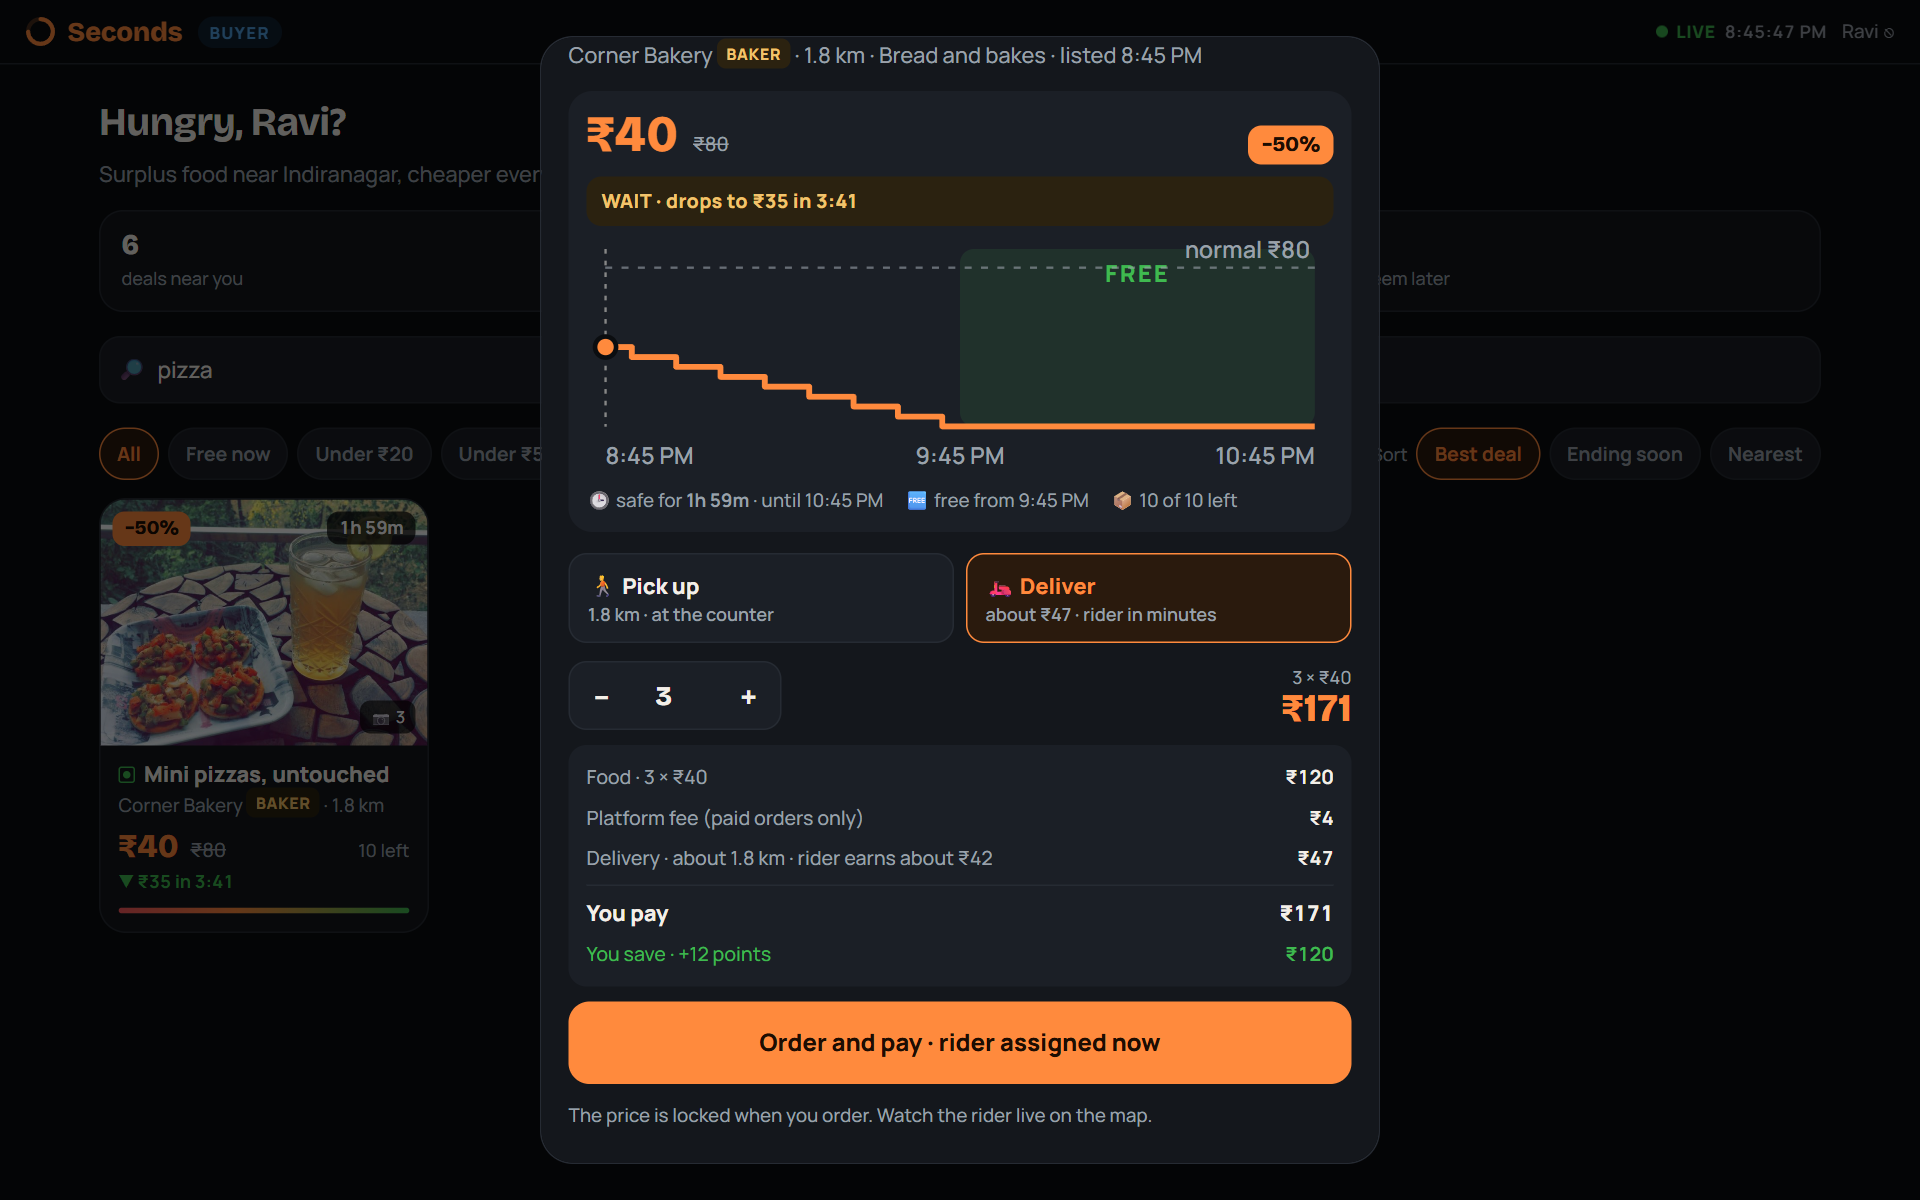 Seconds BUYER
LIVE 8:45:47 PM Ravi
Hungry, Ravi?
Surplus food near Indiranagar, cheaper ever
6
deals near you
eem later
pizza
All Free now Under ₹20 Under ₹5
Sort Best deal Ending soon Nearest
-50% 1h 59m
3
Mini pizzas, untouched
Corner Bakery BAKER · 1.8 km
₹40 ₹80 10 left
▼ ₹35 in 3:41
Corner Bakery BAKER · 1.8 km · Bread and bakes · listed 8:45 PM
₹40 ₹80 -50%
WAIT · drops to ₹35 in 3:41
normal ₹80
FREE
8:45 PM 9:45 PM 10:45 PM
safe for 1h 59m · until 10:45 PM FREE free from 9:45 PM 10 of 10 left
Pick up
1.8 km · at the counter
Deliver
about ₹47 · rider in minutes
− 3 +
3 × ₹40
₹171
Food · 3 × ₹40 ₹120
Platform fee (paid orders only) ₹4
Delivery · about 1.8 km · rider earns about ₹42 ₹47
You pay ₹171
You save · +12 points ₹120
Order and pay · rider assigned now
The price is locked when you order. Watch the rider live on the map.